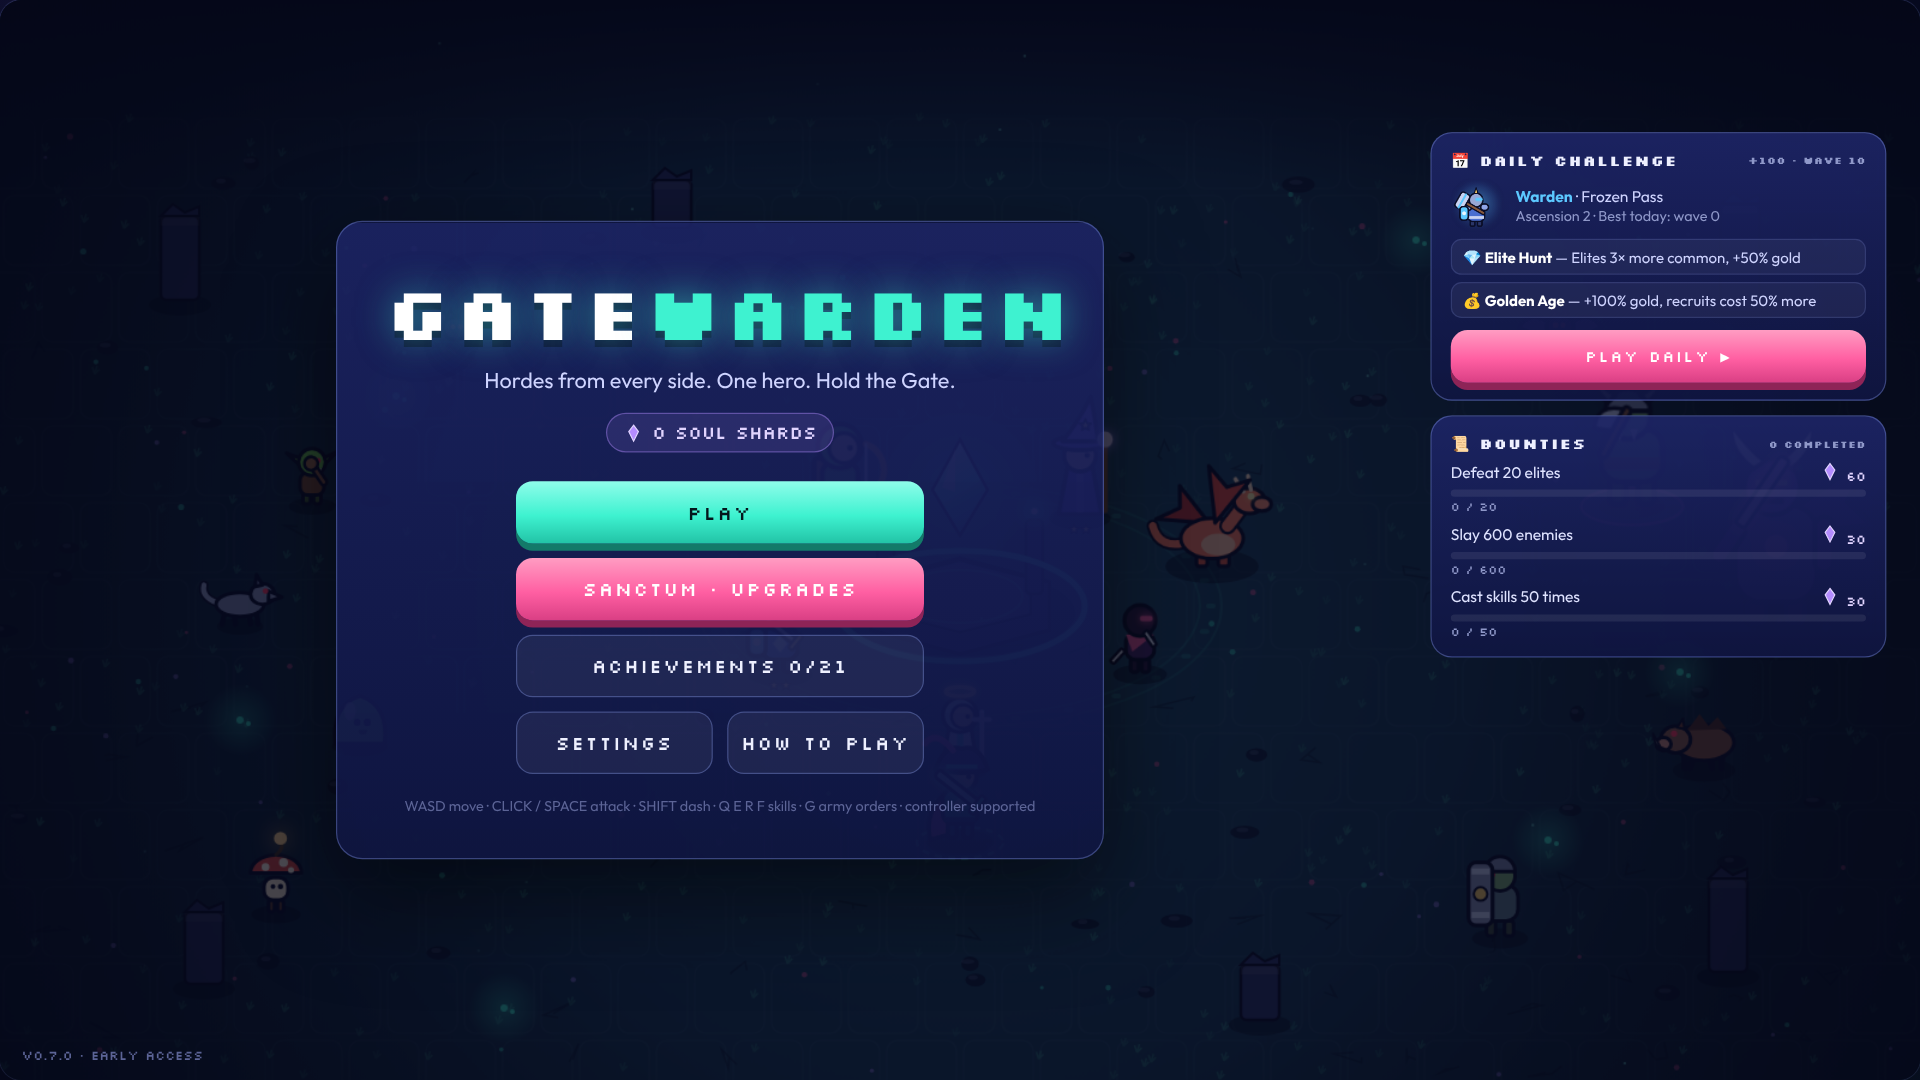 GATEWARDEN
Hordes from every side. One hero. Hold the Gate.
0 SOUL SHARDS
PLAY
SANCTUM · UPGRADES
ACHIEVEMENTS 0/21
SETTINGS
HOW TO PLAY
WASD move · CLICK / SPACE attack · SHIFT dash · Q E R F skills · G army orders · controller supported
DAILY CHALLENGE
+100 · WAVE 10
Warden · Frozen Pass
Ascension 2 · Best today: wave 0
Elite Hunt — Elites 3× more common, +50% gold
Golden Age — +100% gold, recruits cost 50% more
PLAY DAILY ▶
BOUNTIES
0 COMPLETED
Defeat 20 elites
60
0 / 20
Slay 600 enemies
30
0 / 600
Cast skills 50 times
30
0 / 50
V0.7.0 · EARLY ACCESS